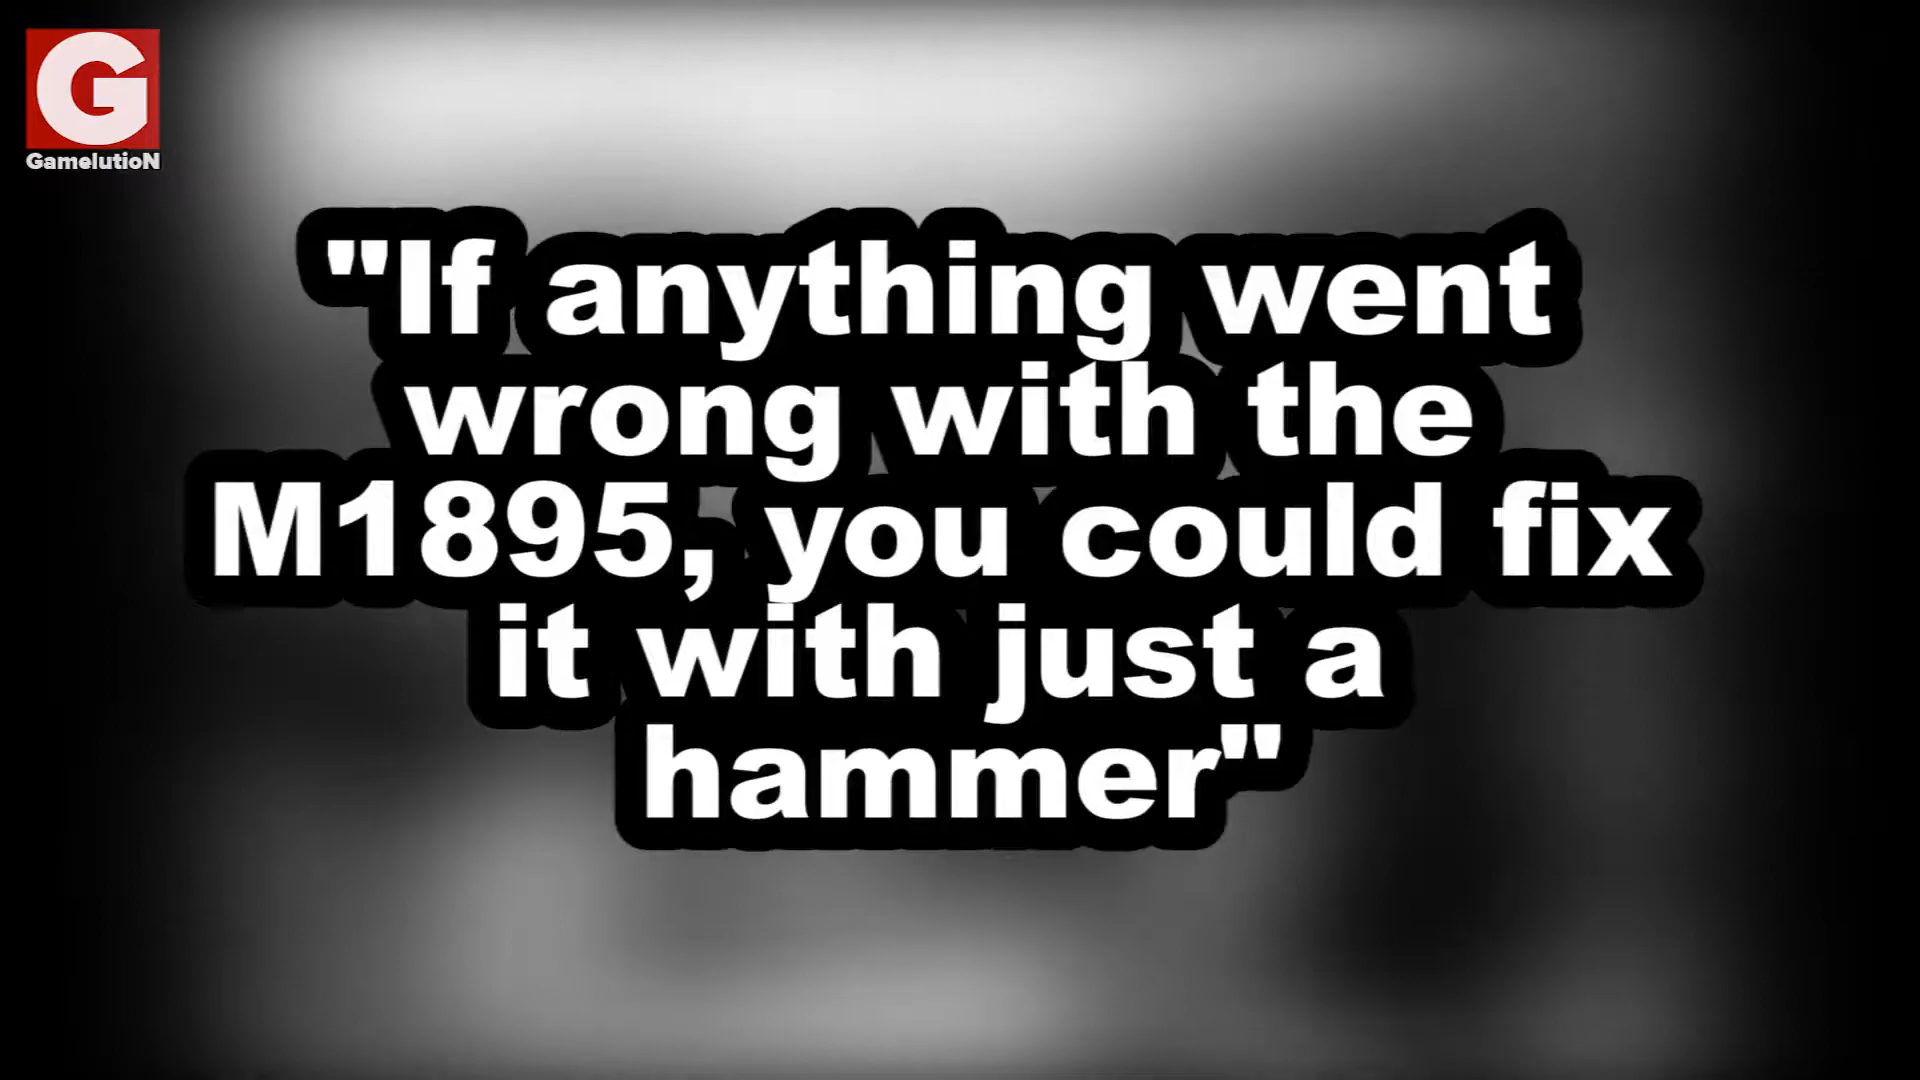 G
GamelutioN
"If anything went
wrong with the
M1895, you could fix
it with just a
hammer"